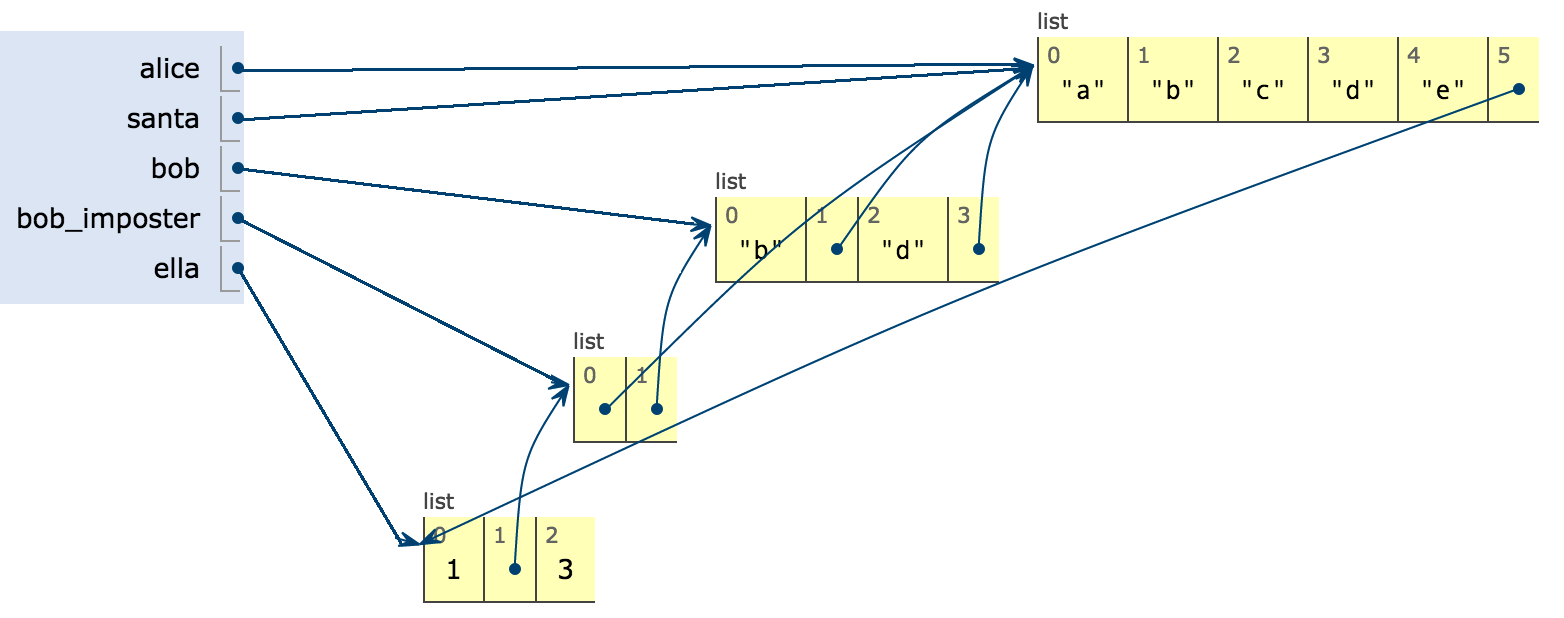 list
0 1 2 3 4 5
"a" "b" "c" "d" "e"
alice
santa
bob
bob_imposter
ella
list
0 1 2 3
"b" "d"
list
0 1
list
0 1 2
1 3